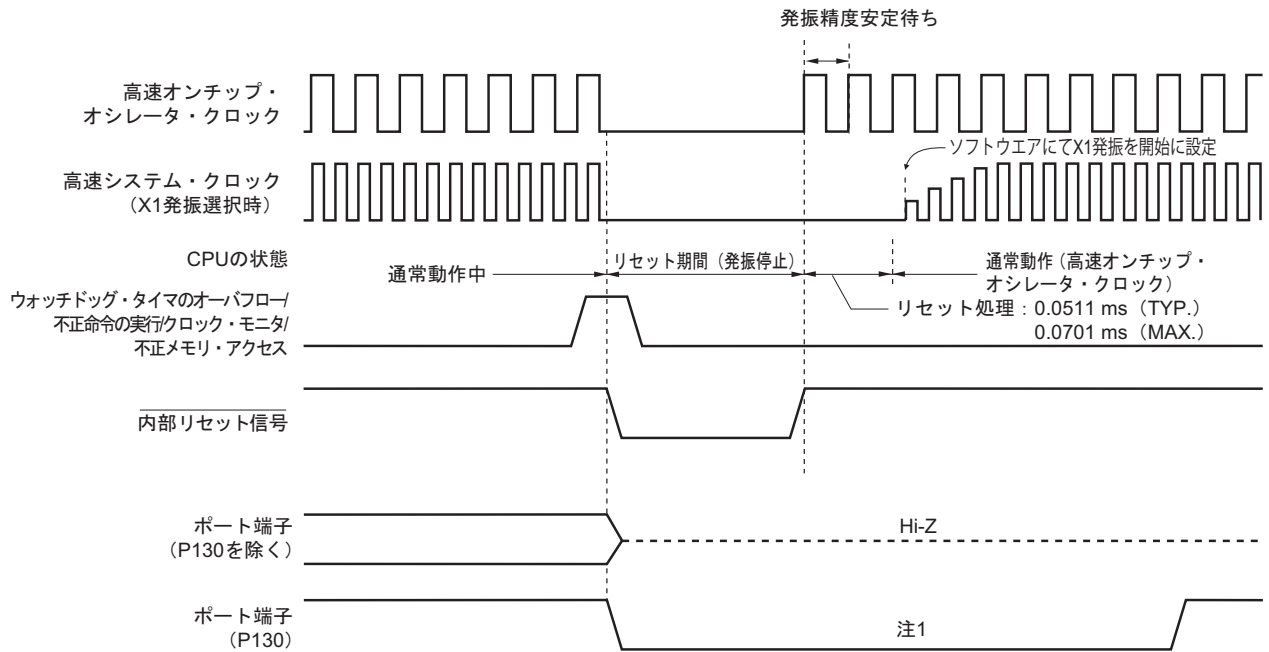 発振精度安定待ち
高速オンチップ・
オシレータ・クロック
ソフトウエアにてX1発振を開始に設定
高速システム・クロック
（X1発振選択時）
CPUの状態
通常動作中
リセット期間（発振停止）
通常動作（高速オンチップ・
オシレータ・クロック）
リセット処理：0.0511 ms（TYP.）
0.0701 ms（MAX.）
ウォッチドッグ・タイマのオーバフロー/
不正命令の実行/クロック・モニタ/
不正メモリ・アクセス
内部リセット信号
ポート端子
（P130を除く）
Hi-Z
ポート端子
（P130）
注1